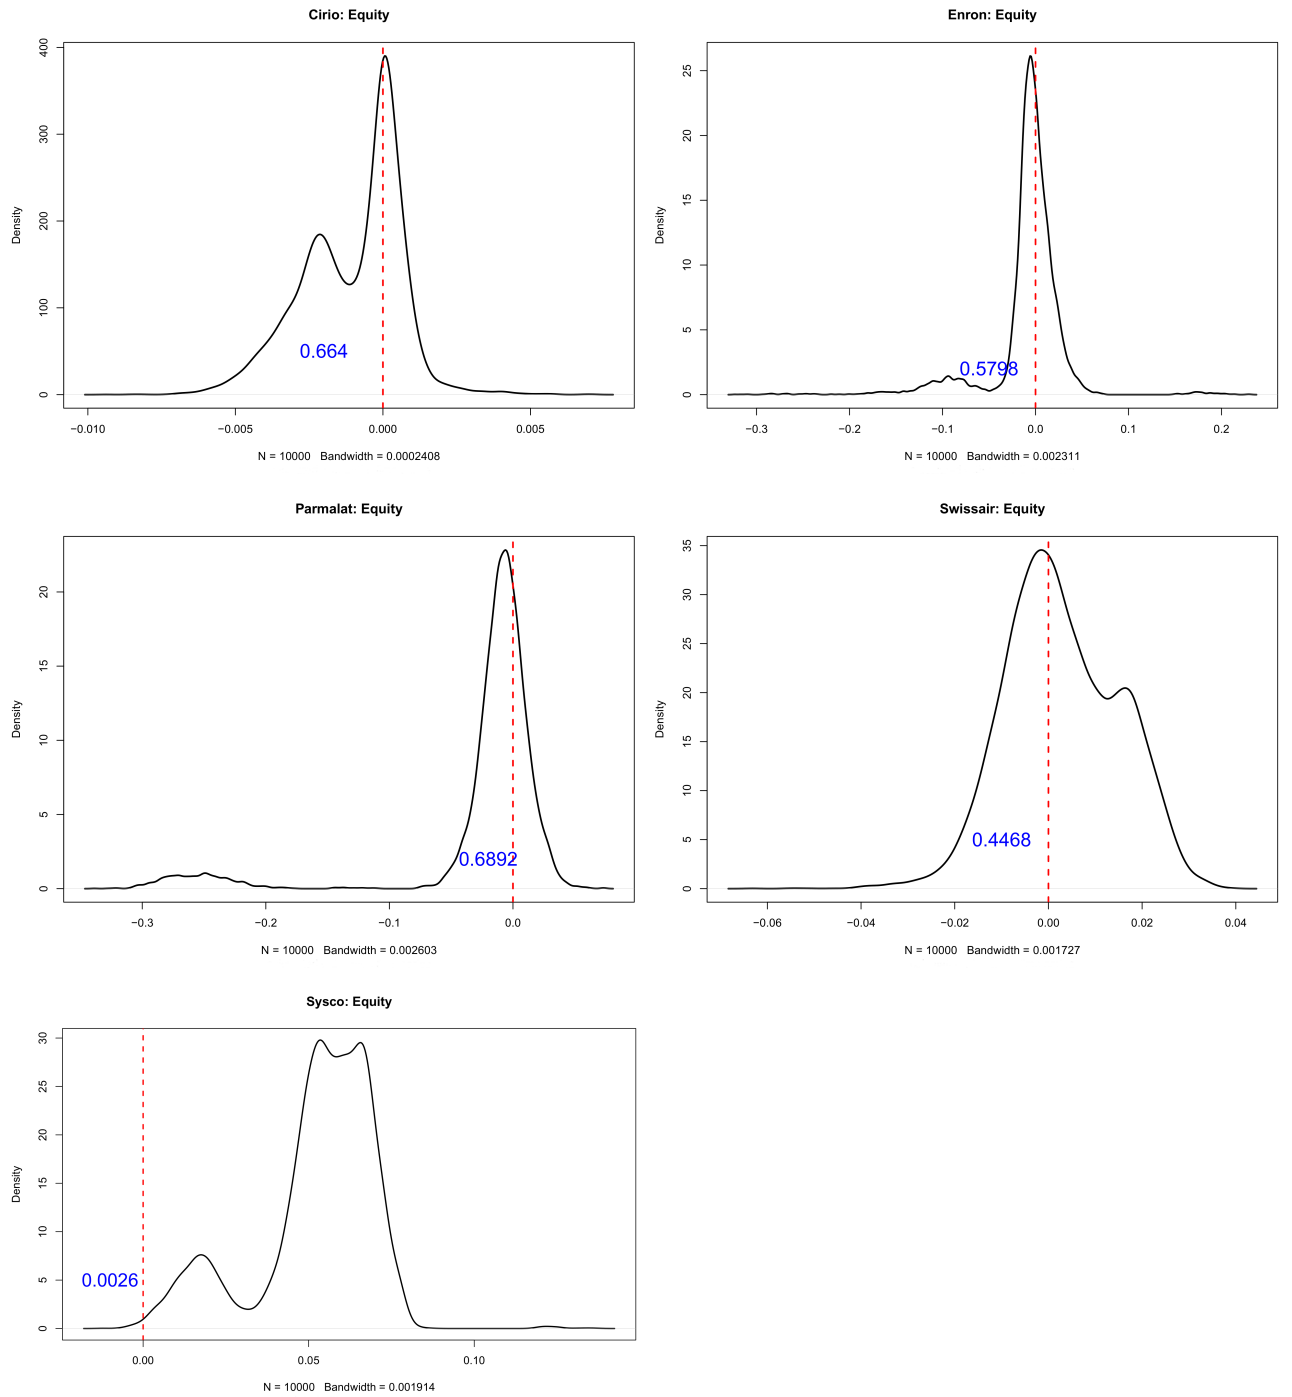 Cirio: Equity
Density
0 100 200 300 400
0.664
−0.010 −0.005 0.000 0.005
N = 10000 Bandwidth = 0.0002408
Enron: Equity
Density
0 5 10 15 20 25
0.5798
−0.3 −0.2 −0.1 0.0 0.1 0.2
N = 10000 Bandwidth = 0.002311
Parmalat: Equity
Density
0 5 10 15 20
0.6892
−0.3 −0.2 −0.1 0.0
N = 10000 Bandwidth = 0.002603
Swissair: Equity
Density
0 5 10 15 20 25 30 35
0.4468
−0.06 −0.04 −0.02 0.00 0.02 0.04
N = 10000 Bandwidth = 0.001727
Sysco: Equity
Density
0 5 10 15 20 25 30
0.0026
0.00 0.05 0.10
N = 10000 Bandwidth = 0.001914